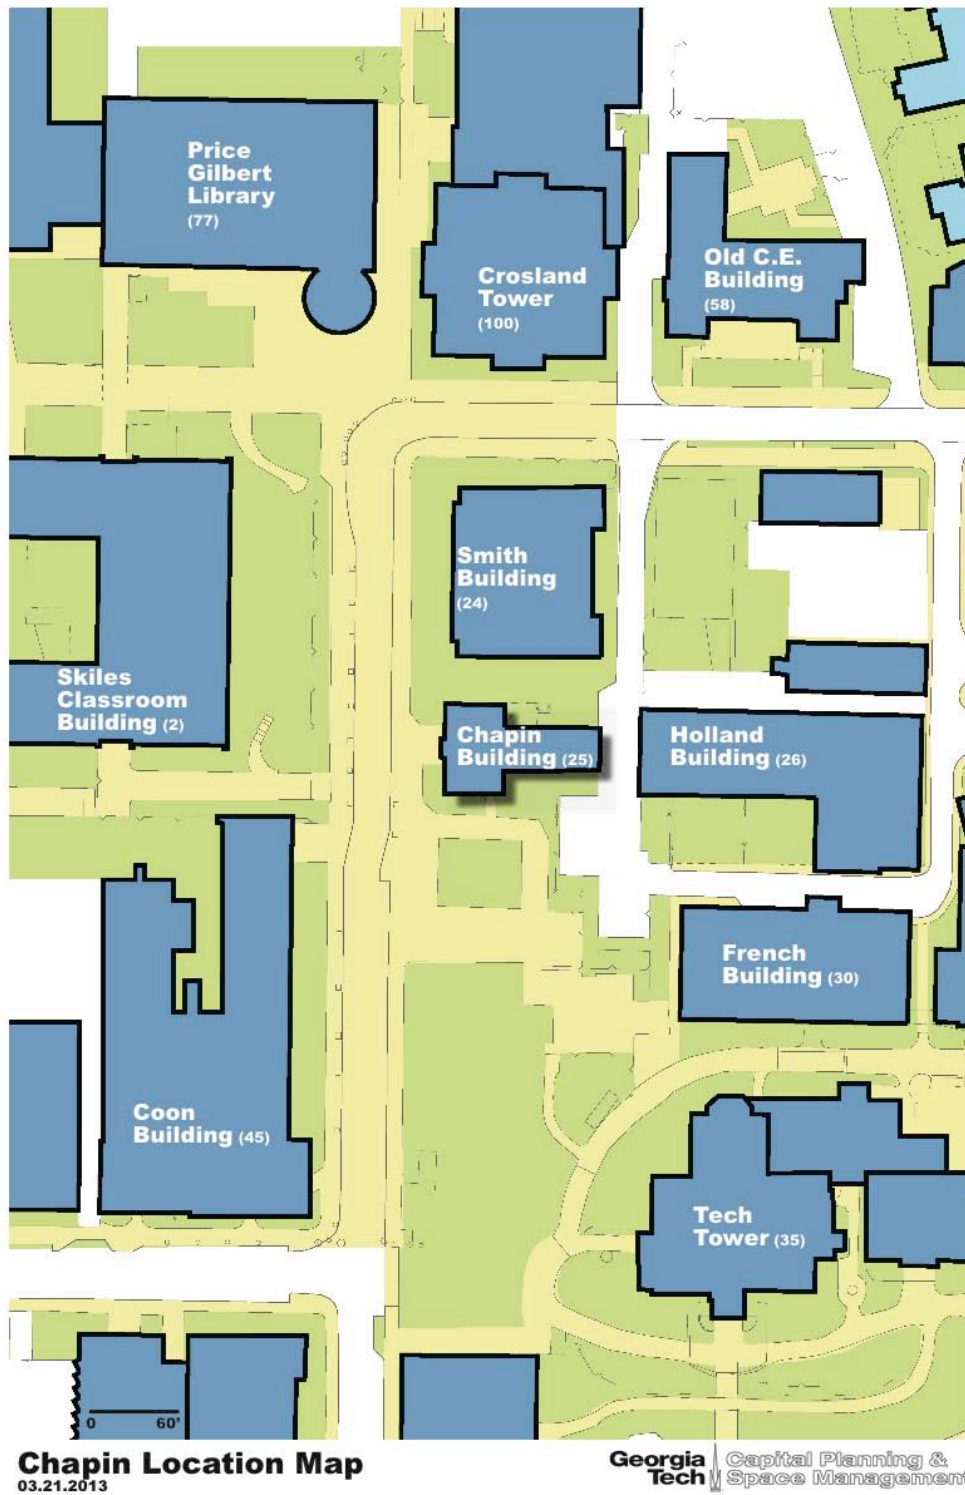 Price
Gilbert
Library
(77)
Crosland
Tower
(100)
Old C.E.
Building
(58)
Smith
Building
(24)
Skiles
Classroom
Building (2)
Chapin
Building (25)
Holland
Building (26)
French
Building (30)
Coon
Building (45)
Tech
Tower (35)
0 60'
Chapin Location Map
03.21.2013
Georgia
Tech
Capital Planning &
Space Management